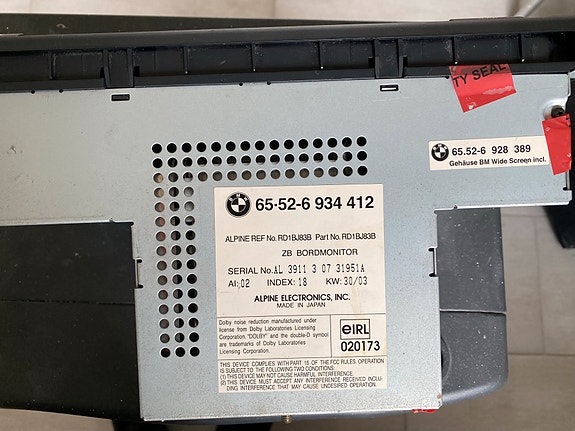 TY SEAL
65.52-6 928 389
Gehäuse BM Wide Screen incl.
65-52-6 934 412
ALPINE REF No. RD1BJ83B Part No. RD1BJ83B
ZB BORDMONITOR
SERIAL No. AL 3911 3 07 31951A
AI: 02 INDEX: 18 KW: 30/03
ALPINE ELECTRONICS, INC.
MADE IN JAPAN
Dolby noise reduction manufactured under
license from Dolby Laboratories Licensing
Corporation. "DOLBY" and the double-D symbol
are trademarks of Dolby Laboratories
Licensing Corporation.
eIRL
020173
THIS DEVICE COMPLIES WITH PART 15 OF THE FCC RULES OPERATION
IS SUBJECT TO THE FOLLOWING TWO CONDITIONS:
(1) THIS DEVICE MAY NOT CAUSE HARMFUL INTERFERENCE, AND
(2) THIS DEVICE MUST ACCEPT ANY INTERFERENCE RECEIVED INCLU-
DING INTERFERENCE THAT MAY CAUSE UNDESIRED OPERATION.